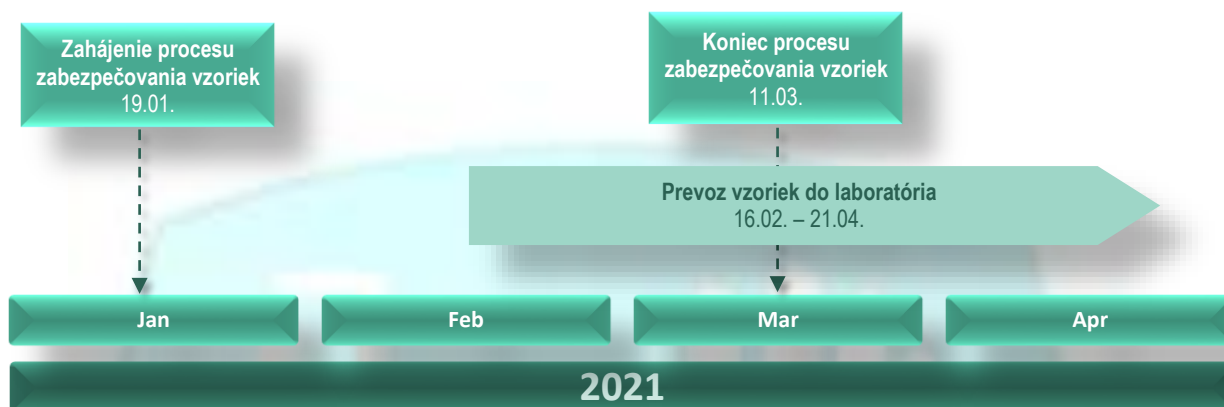 Zahájenie procesu
zabezpečovania vzoriek
19.01.
Koniec procesu
zabezpečovania vzoriek
11.03.
Prevoz vzoriek do laboratória
16.02. – 21.04.
Jan
Feb
Mar
Apr
2021